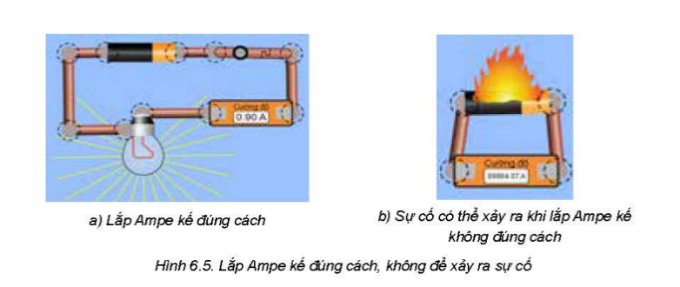 Cường độ
0.90 A
Cường độ
a) Lắp Ampe kế đúng cách
b) Sự cố có thể xảy ra khi lắp Ampe kế
không đúng cách
Hình 6.5. Lắp Ampe kế đúng cách, không để xảy ra sự cố